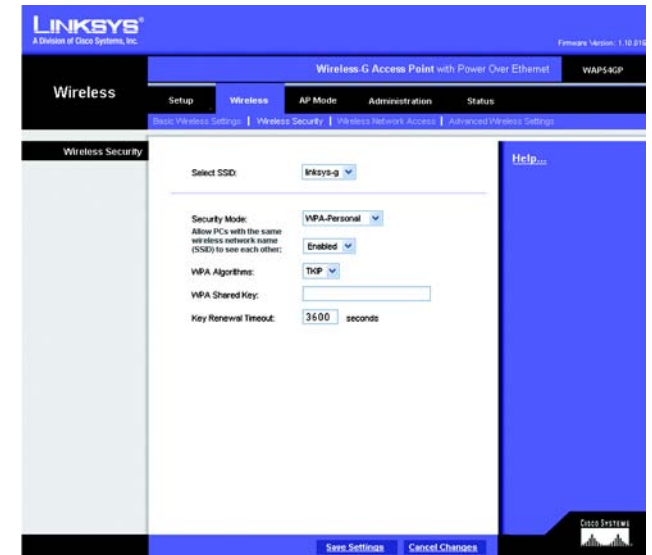 LINKSYS®
A Division of Cisco Systems, Inc.
Firmware Version: 1.10.016
Wireless-G Access Point with Power Over Ethernet
WAP54GP
Wireless
Setup Wireless AP Mode Administration Status
Basic Wireless Settings | Wireless Security | Wireless Network Access | Advanced Wireless Settings
Wireless Security
Help...
Select SSID: linksys-g
Security Mode: WPA-Personal
Allow PCs with the same
wireless network name
(SSID) to see each other: Enabled
WPA Algorithms: TKIP
WPA Shared Key:
Key Renewal Timeout: 3600 seconds
CISCO SYSTEMS
Save Settings Cancel Changes